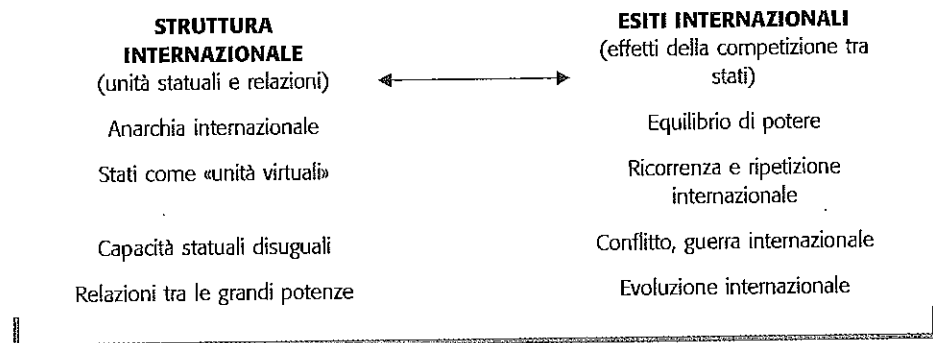 STRUTTURA
INTERNAZIONALE
(unità statuali e relazioni)
Anarchia internazionale
Stati come «unità virtuali»
Capacità statuali disuguali
Relazioni tra le grandi potenze
ESITI INTERNAZIONALI
(effetti della competizione tra
stati)
Equilibrio di potere
Ricorrenza e ripetizione
internazionale
Conflitto, guerra internazionale
Evoluzione internazionale